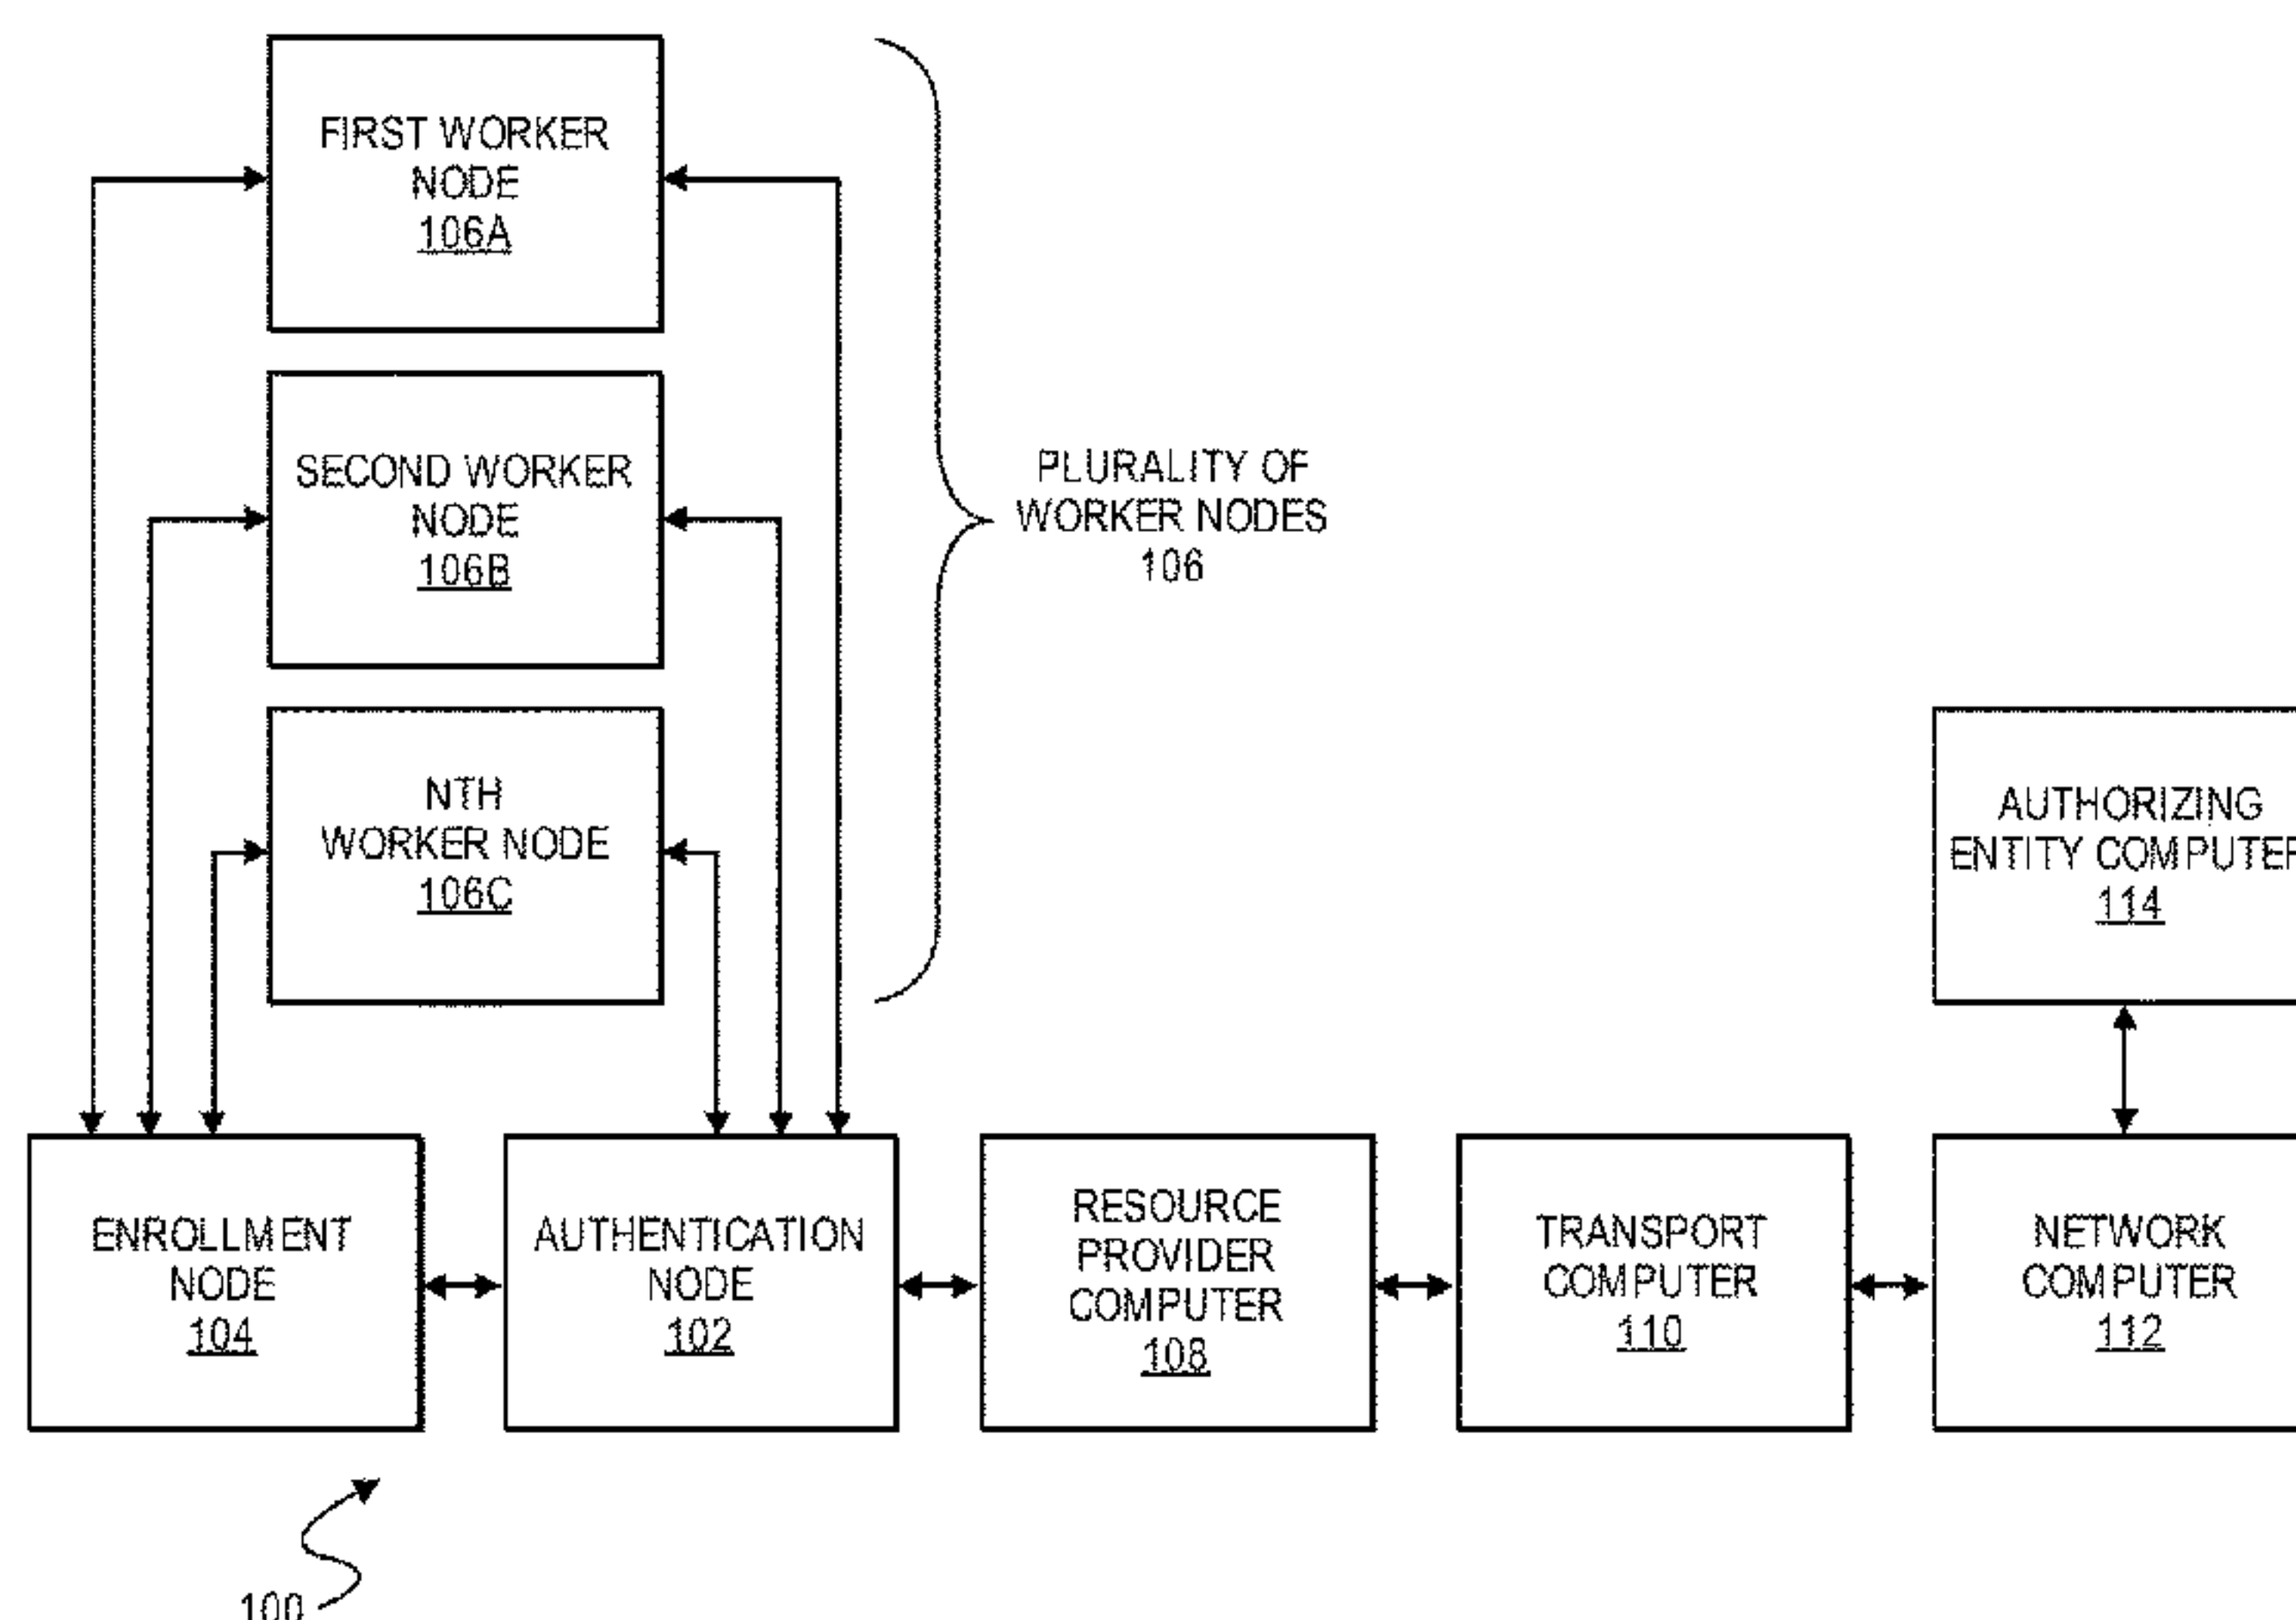 FIRST WORKER
NODE
106A
SECOND WORKER
NODE
106B
PLURALITY OF
WORKER NODES
106
NTH
WORKER NODE
106C
AUTHORIZING
ENTITY COMPUTER
114
ENROLLMENT
NODE
104
AUTHENTICATION
NODE
102
RESOURCE
PROVIDER
COMPUTER
108
TRANSPORT
COMPUTER
110
NETWORK
COMPUTER
112
100